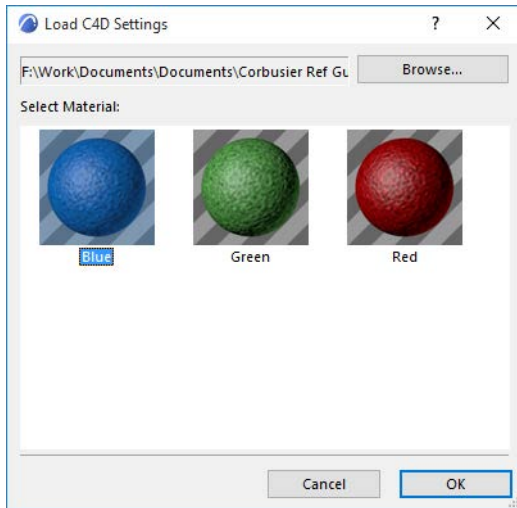 Load C4D Settings
F:\Work\Documents\Documents\Corbusier Ref Gu
Browse...
Select Material:
Blue
Green
Red
Cancel
OK